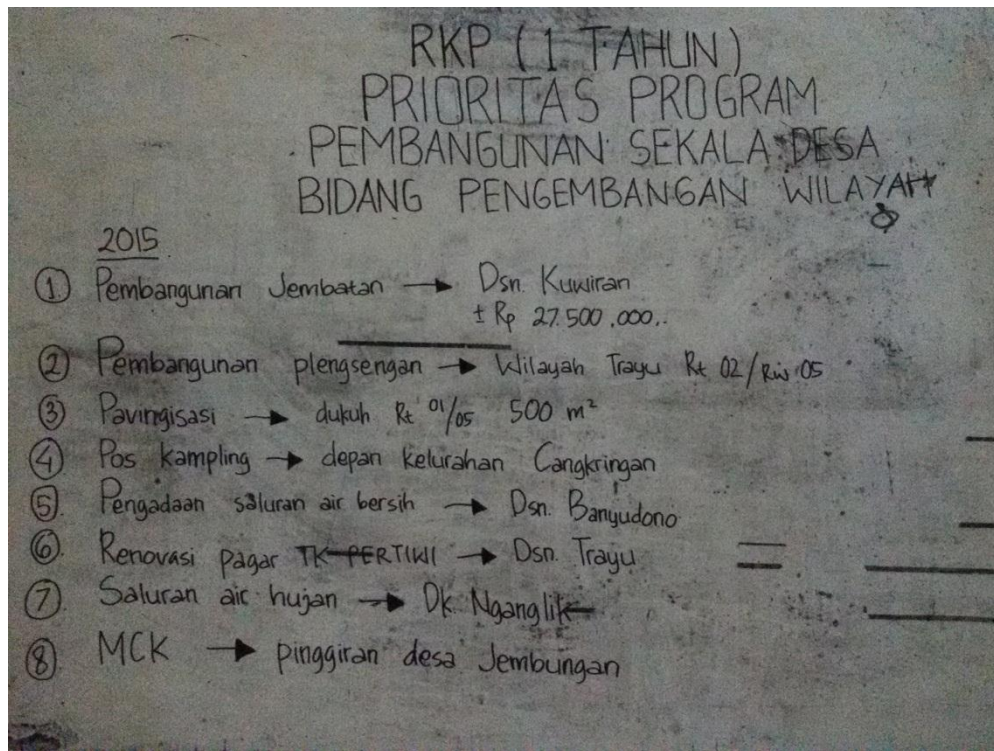 RKP (1 TAHUN)
PRIORITAS PROGRAM
PEMBANGUNAN SEKALA DESA
BIDANG PENGEMBANGAN WILAYAH
2015
① Pembangunan Jembatan → Dsn. Kuwiran
± Rp 27.500.000,.
② Pembangunan plengsengan → Wilayah Trayu Rt 02/Rw 05
③ Pavingisasi → dukuh Rt 01/05 500 m²
④ Pos kampling → depan kelurahan Cangkringan
⑤. Pengadaan saluran air bersih → Dsn. Banyudono
⑥. Renovasi pagar TK PERTIWI → Dsn. Trayu
⑦. Saluran air hujan → Dk. Nganglik
⑧. MCK → pinggiran desa Jembungan